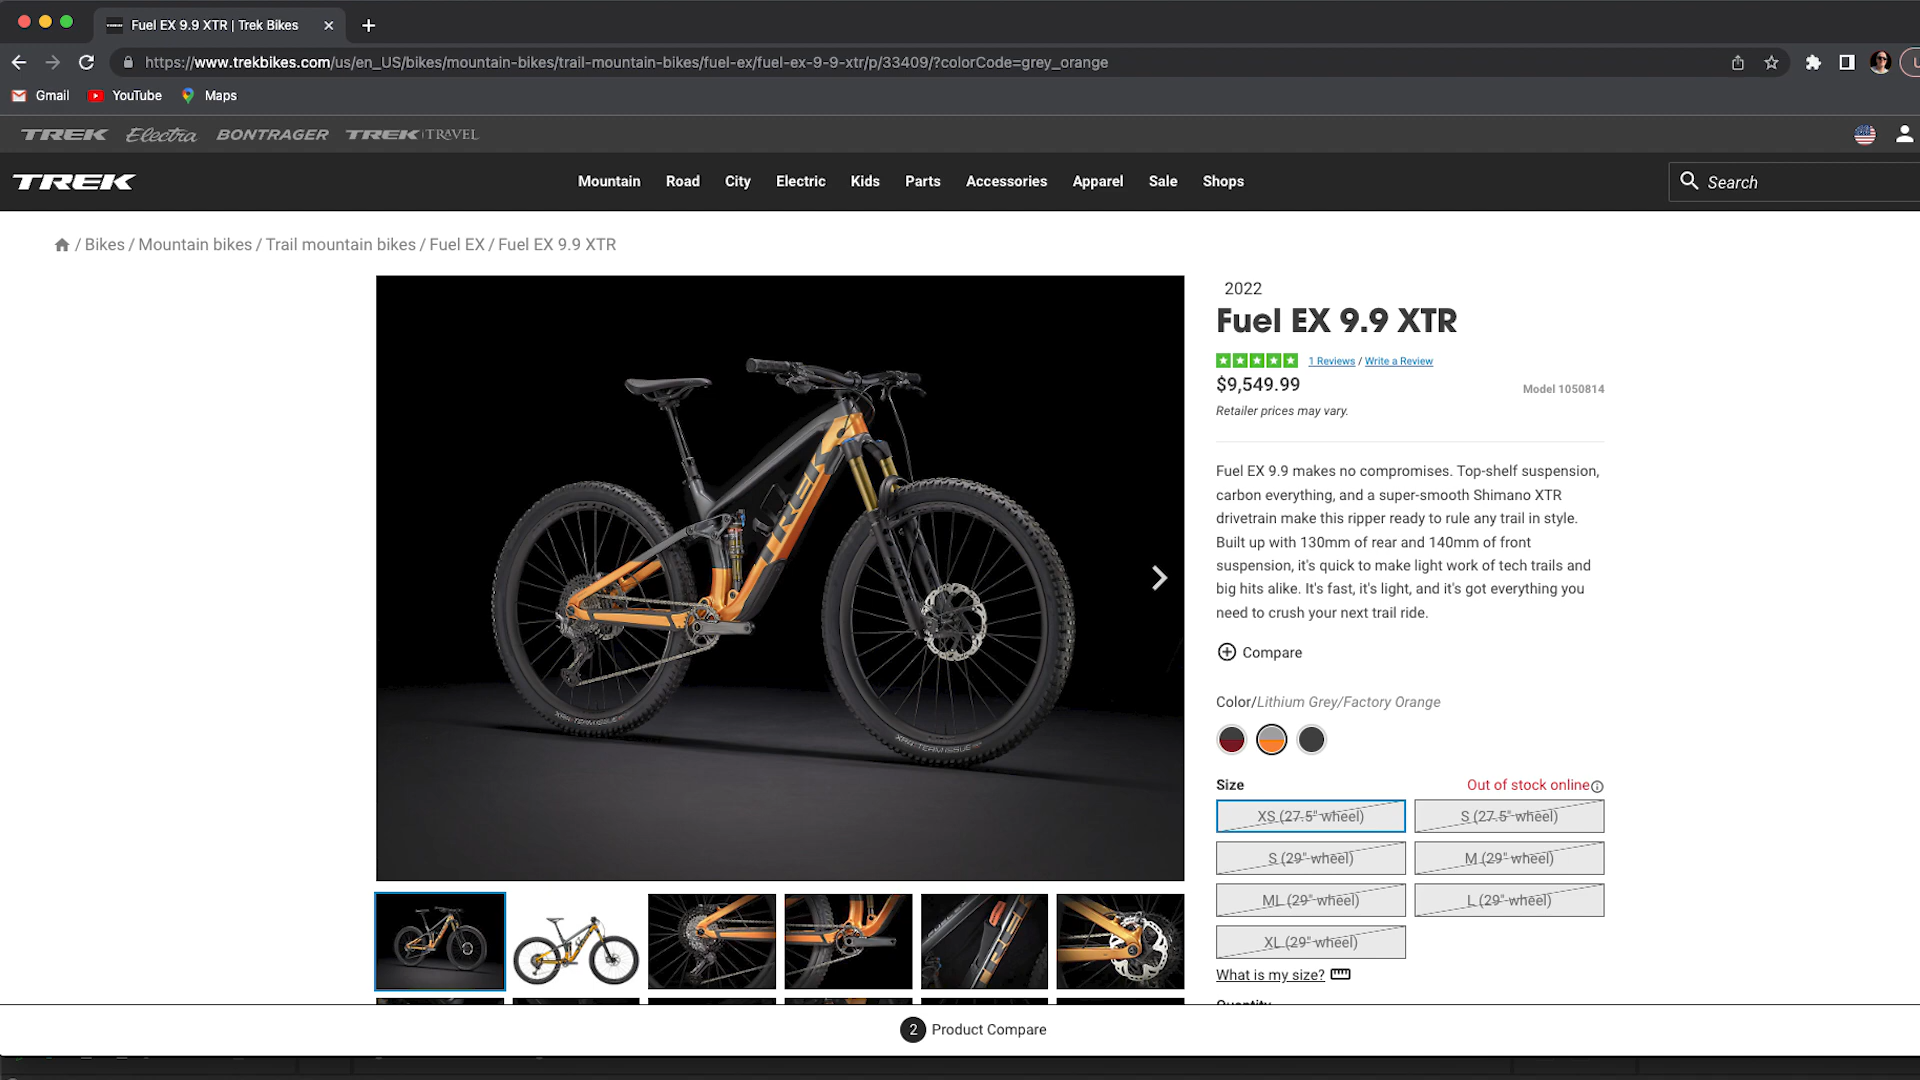 Fuel EX 9.9 XTR | Trek Bikes
https://www.trekbikes.com/us/en_US/bikes/mountain-bikes/trail-mountain-bikes/fuel-ex/fuel-ex-9-9-xtr/p/33409/?colorCode=grey_orange
Gmail YouTube Maps
TREK Electra BONTRAGER TREK | TRAVEL
TREK Mountain Road City Electric Kids Parts Accessories Apparel Sale Shops Search
/ Bikes / Mountain bikes / Trail mountain bikes / Fuel EX / Fuel EX 9.9 XTR
TREK
XR4 TEAM ISSUE
XR4 TEAM ISSUE
2022
Fuel EX 9.9 XTR
1 Reviews / Write a Review
$9,549.99
Model 1050814
Retailer prices may vary.
Fuel EX 9.9 makes no compromises. Top-shelf suspension,
carbon everything, and a super-smooth Shimano XTR
drivetrain make this ripper ready to rule any trail in style.
Built up with 130mm of rear and 140mm of front
suspension, it's quick to make light work of tech trails and
big hits alike. It's fast, it's light, and it's got everything you
need to crush your next trail ride.
Compare
Color/Lithium Grey/Factory Orange
Size Out of stock online
XS (27.5" wheel) S (27.5" wheel)
S (29" wheel) M (29" wheel)
ML (29" wheel) L (29" wheel)
XL (29" wheel)
What is my size?
Quantity
2 Product Compare